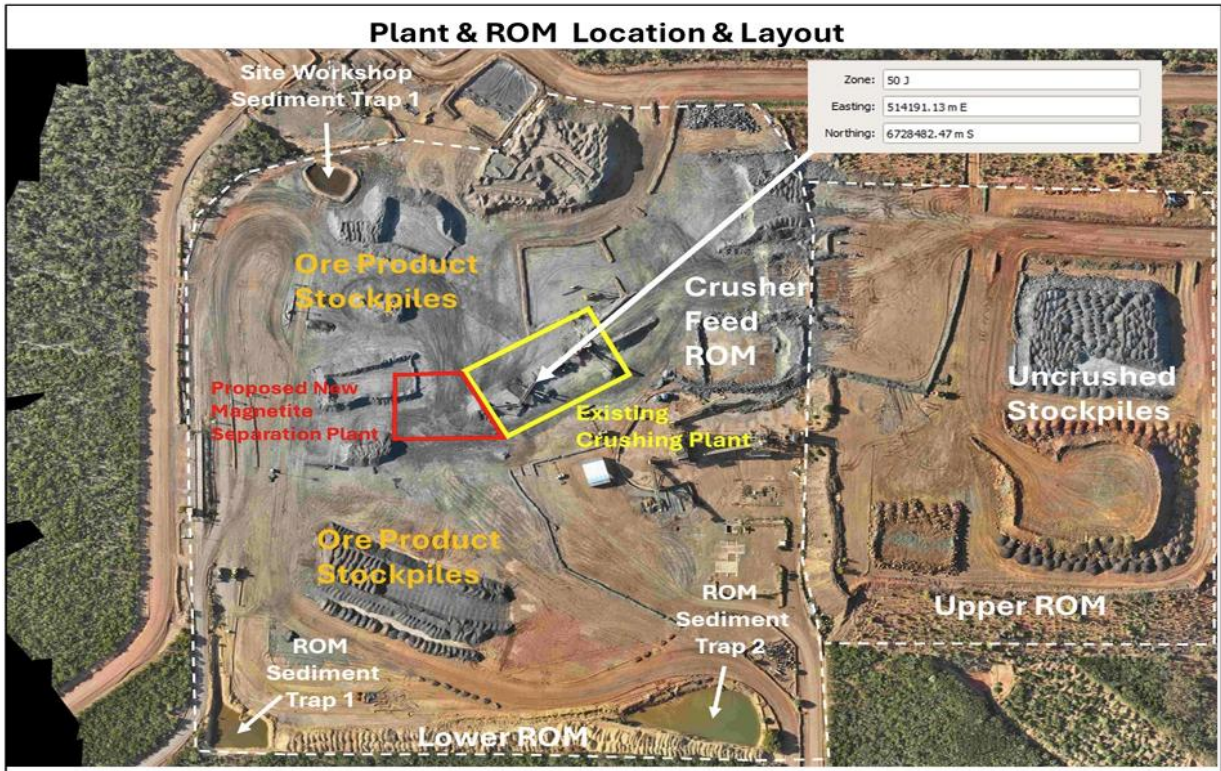 Plant & ROM Location & Layout
Site Workshop
Sediment Trap 1
Zone: 50 J
Easting: 514191.13 m E
Northing: 6728482.47 m S
Ore Product
Stockpiles
Crusher
Feed
ROM
Uncrushed
Stockpiles
Proposed New
Magnetite
Separation Plant
Existing
Crushing Plant
Ore Product
Stockpiles
ROM
Sediment
Trap 2
Upper ROM
ROM
Sediment
Trap 1
Lower ROM